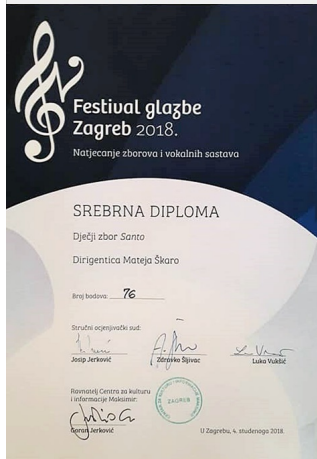 Festival glazbe
Zagreb 2018.
Natjecanje zborova i vokalnih sastava
SREBRNA DIPLOMA
Dječji zbor Santo
Dirigentica Mateja Škaro
Broj bodova: 76
Stručni ocjenjivački sud:
Josip Jerković
Zdravko Šljivac
Luka Vukšić
Ravnatelj Centra za kulturu
i informacije Maksimir:
ZAGREB
Goran Jerković
U Zagrebu, 4. studenoga 2018.